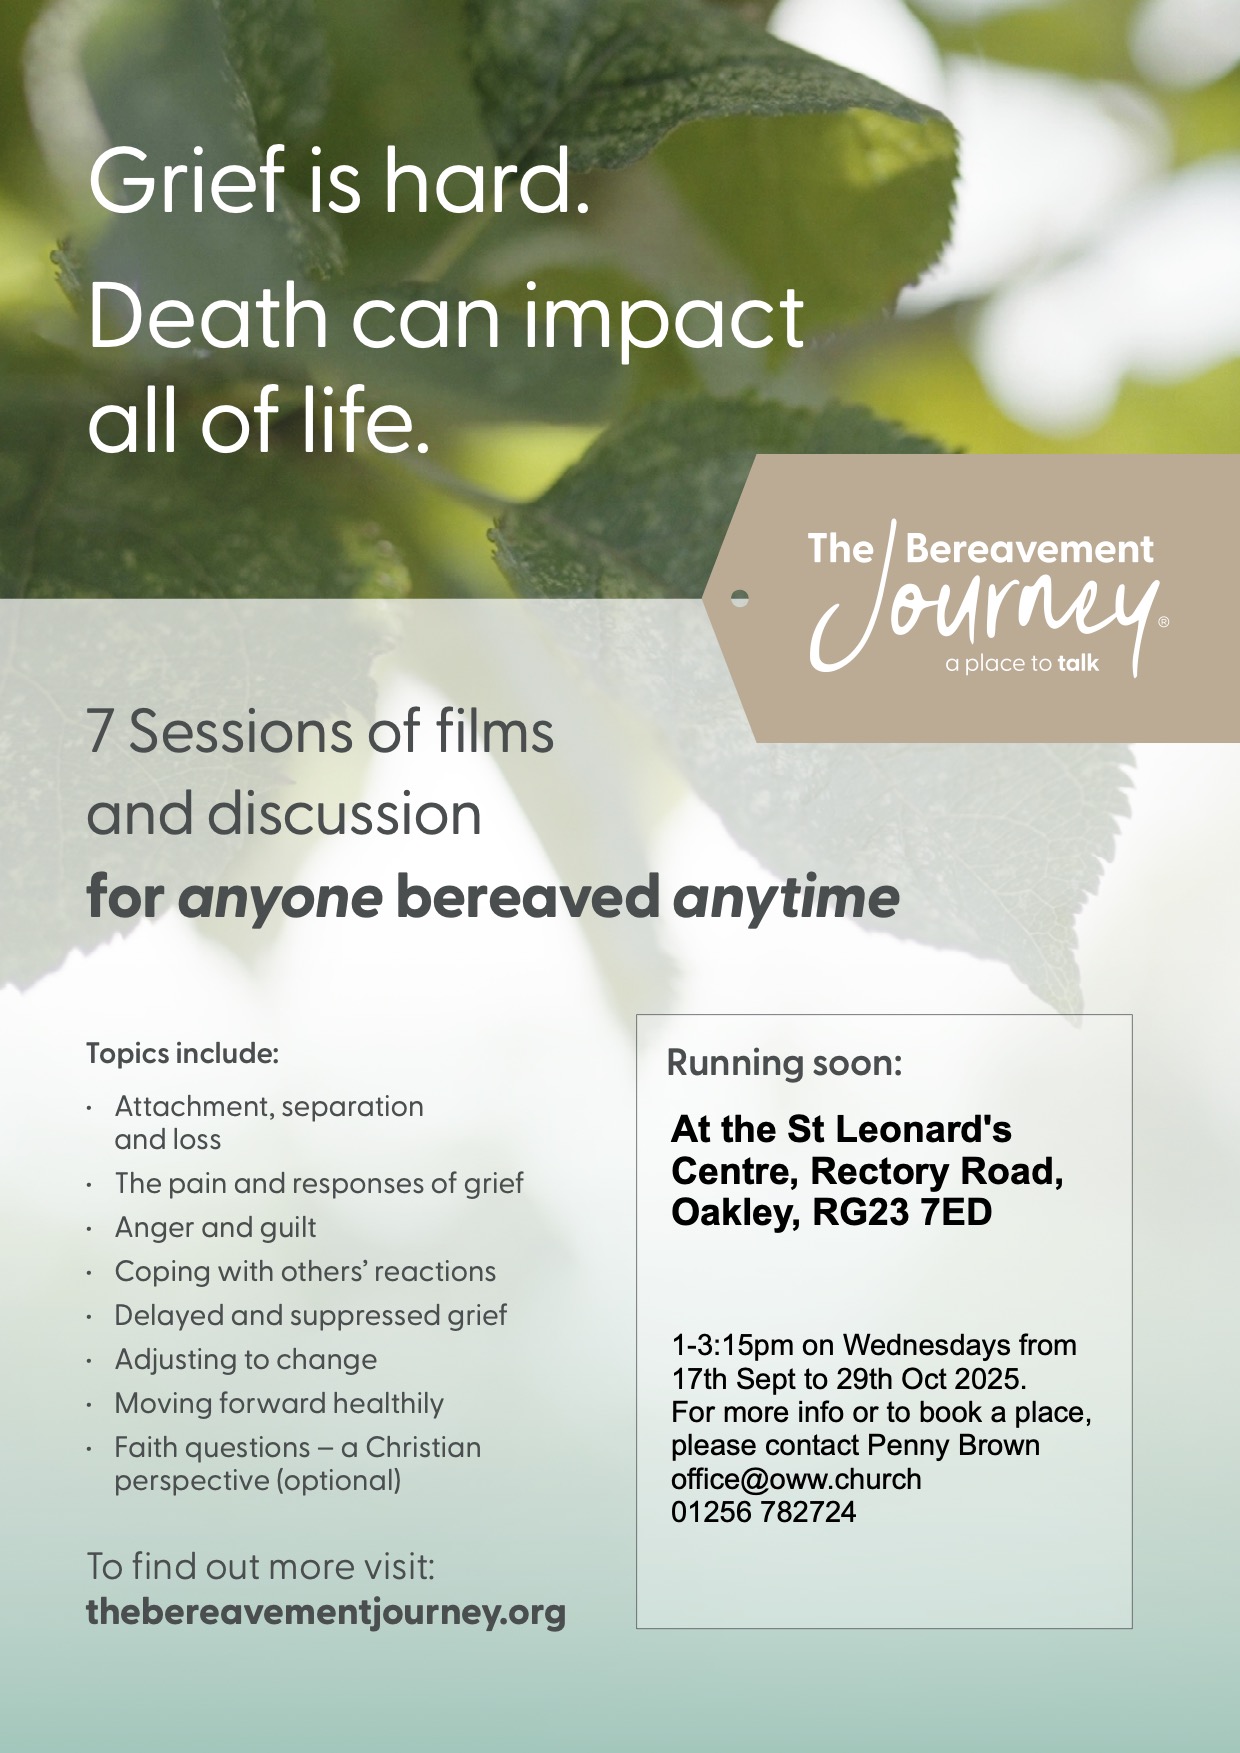 Grief is hard.
Death can impact
all of life.
The Bereavement
Journey®
a place to talk
7 Sessions of films
and discussion
for anyone bereaved anytime
Topics include:
· Attachment, separation
and loss
· The pain and responses of grief
· Anger and guilt
· Coping with others’ reactions
· Delayed and suppressed grief
· Adjusting to change
· Moving forward healthily
· Faith questions – a Christian
perspective (optional)
To find out more visit:
thebereavementjourney.org
Running soon:
At the St Leonard's
Centre, Rectory Road,
Oakley, RG23 7ED
1-3:15pm on Wednesdays from
17th Sept to 29th Oct 2025.
For more info or to book a place,
please contact Penny Brown
office@oww.church
01256 782724